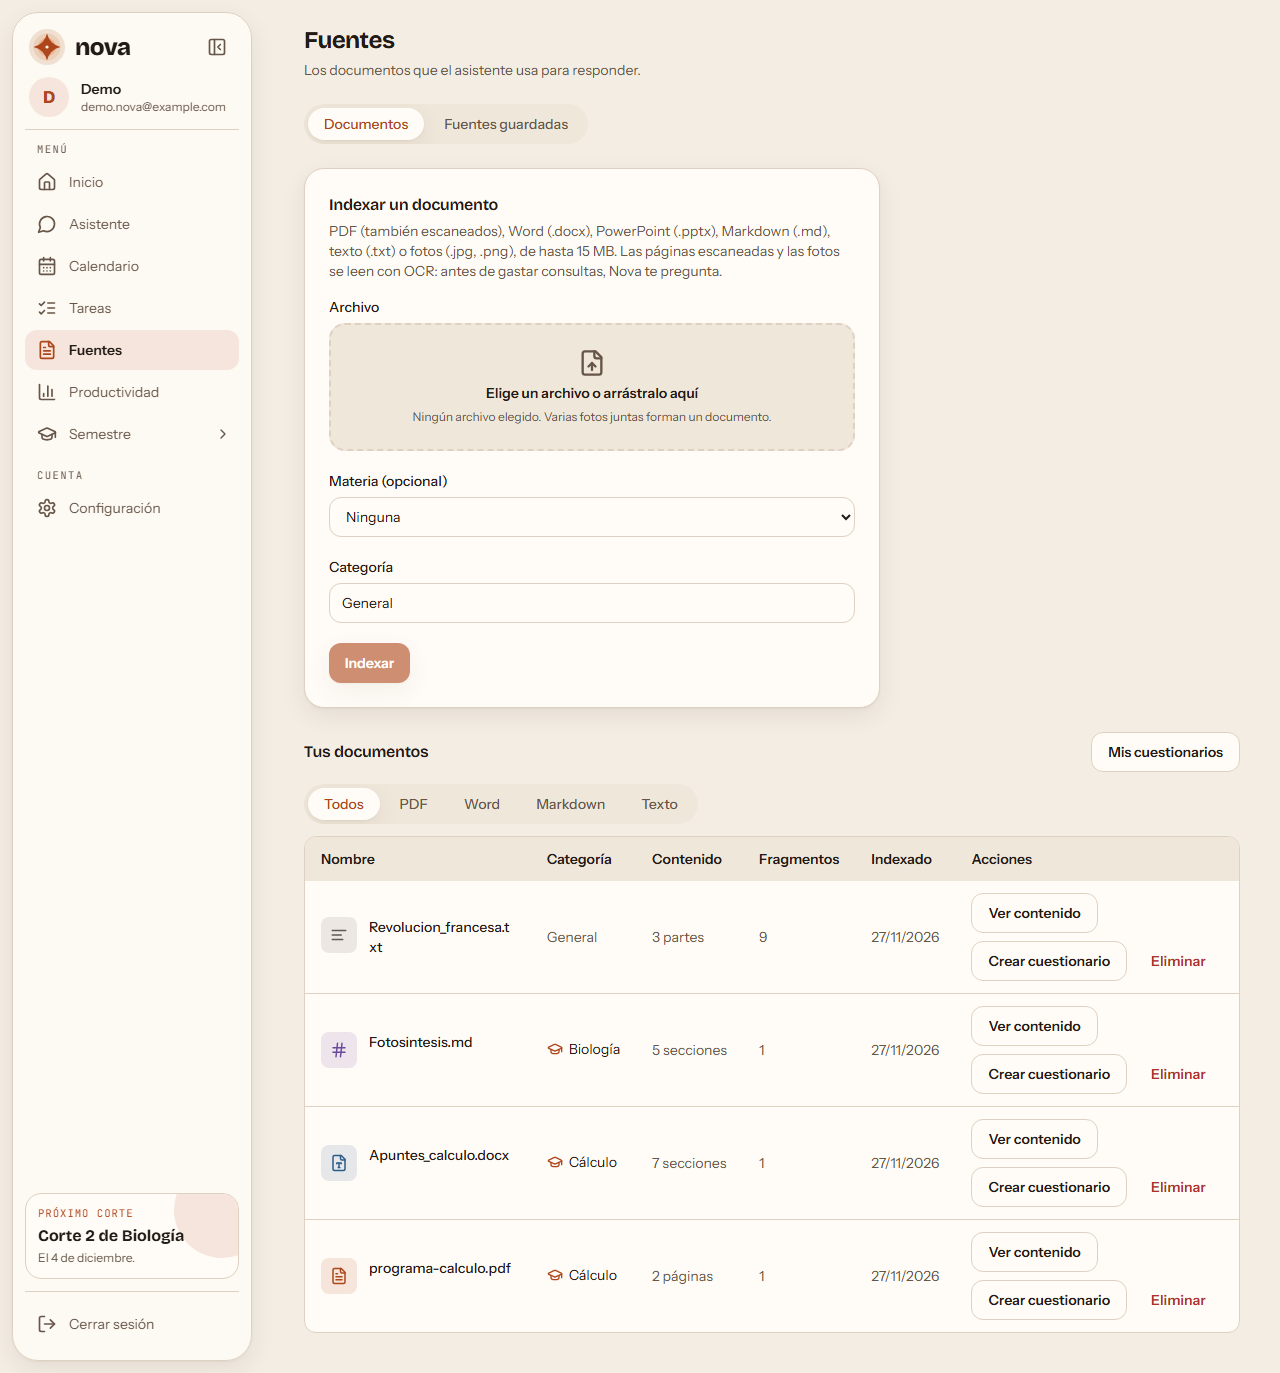 nova
D
Demo
demo.nova@example.com
MENÚ
Inicio
Asistente
Calendario
Tareas
Fuentes
Productividad
Semestre
CUENTA
Configuración
PRÓXIMO CORTE
Corte 2 de Biología
El 4 de diciembre.
Cerrar sesión
Fuentes
Los documentos que el asistente usa para responder.
Documentos Fuentes guardadas
Indexar un documento
PDF (también escaneados), Word (.docx), PowerPoint (.pptx), Markdown (.md),
texto (.txt) o fotos (.jpg, .png), de hasta 15 MB. Las páginas escaneadas y las fotos
se leen con OCR: antes de gastar consultas, Nova te pregunta.
Archivo
Elige un archivo o arrástralo aquí
Ningún archivo elegido. Varias fotos juntas forman un documento.
Materia (opcional)
Ninguna
Categoría
General
Indexar
Tus documentos
Mis cuestionarios
Todos PDF Word Markdown Texto
Nombre Categoría Contenido Fragmentos Indexado Acciones
Revolucion_francesa.t
xt
General 3 partes 9 27/11/2026
Ver contenido
Crear cuestionario Eliminar
Fotosintesis.md
Biología 5 secciones 1 27/11/2026
Ver contenido
Crear cuestionario Eliminar
Apuntes_calculo.docx
Cálculo 7 secciones 1 27/11/2026
Ver contenido
Crear cuestionario Eliminar
programa-calculo.pdf
Cálculo 2 páginas 1 27/11/2026
Ver contenido
Crear cuestionario Eliminar